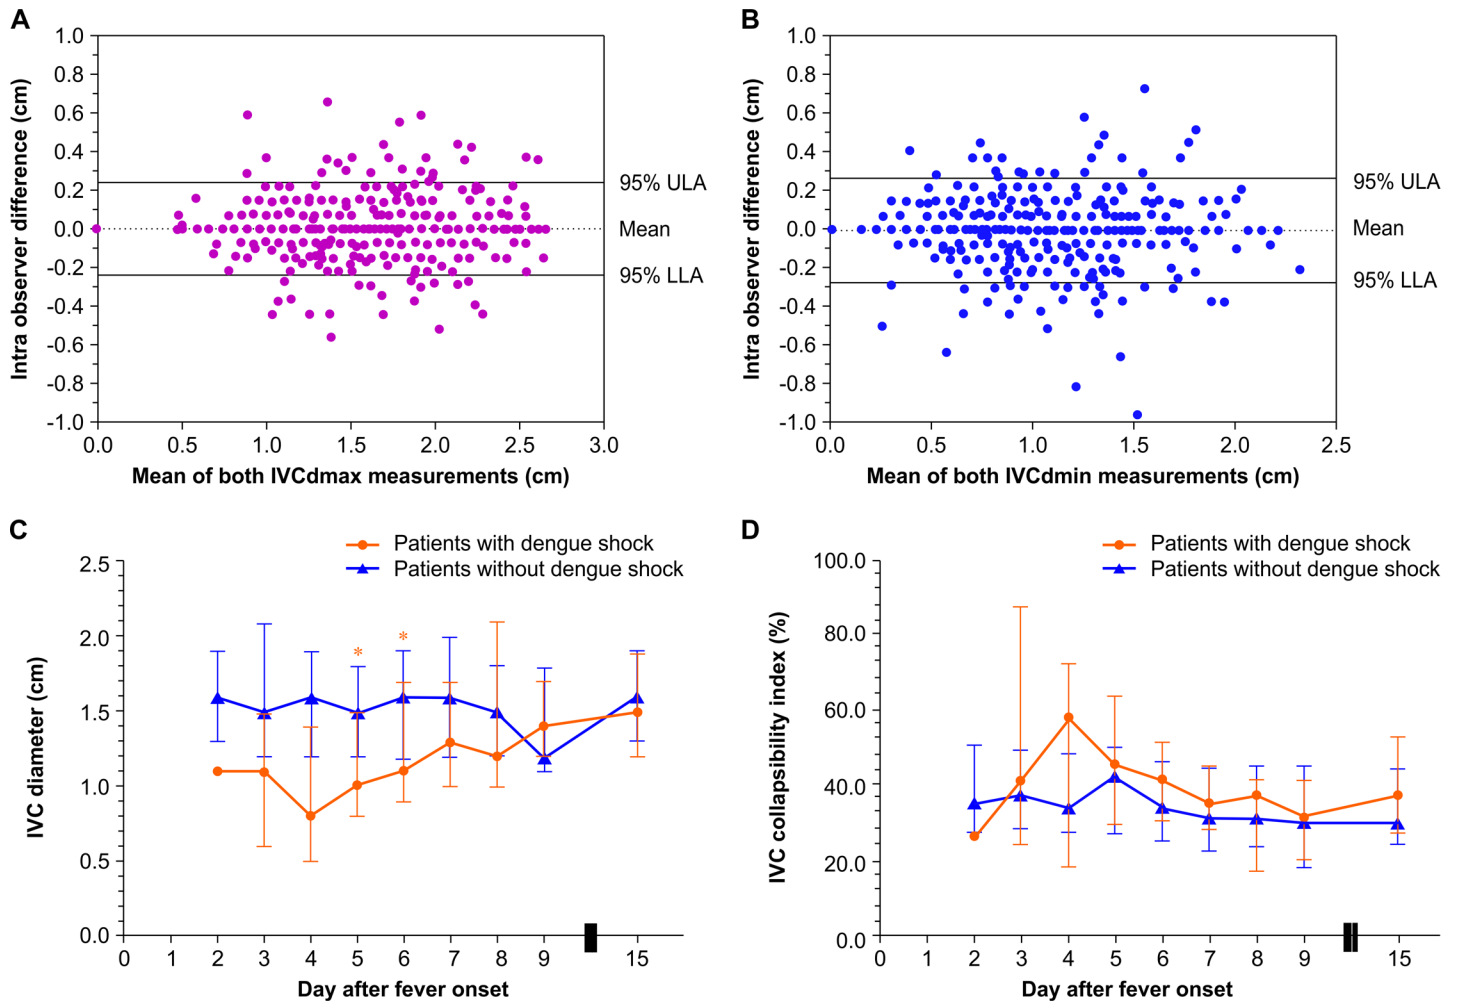 A
1.0
0.8
0.6
0.4
0.2
0.0
-0.2
-0.4
-0.6
-0.8
-1.0
Intra observer difference (cm)
95% ULA
Mean
95% LLA
0.0 0.5 1.0 1.5 2.0 2.5 3.0
Mean of both IVCdmax measurements (cm)
B
1.0
0.8
0.6
0.4
0.2
0.0
-0.2
-0.4
-0.6
-0.8
-1.0
Intra observer difference (cm)
95% ULA
Mean
95% LLA
0.0 0.5 1.0 1.5 2.0 2.5
Mean of both IVCdmin measurements (cm)
C
Patients with dengue shock
Patients without dengue shock
2.5
2.0
1.5
1.0
0.5
0.0
IVC diameter (cm)
* *
0 1 2 3 4 5 6 7 8 9 15
Day after fever onset
D
Patients with dengue shock
Patients without dengue shock
100.0
80.0
60.0
40.0
20.0
0.0
IVC collapsibility index (%)
0 1 2 3 4 5 6 7 8 9 15
Day after fever onset